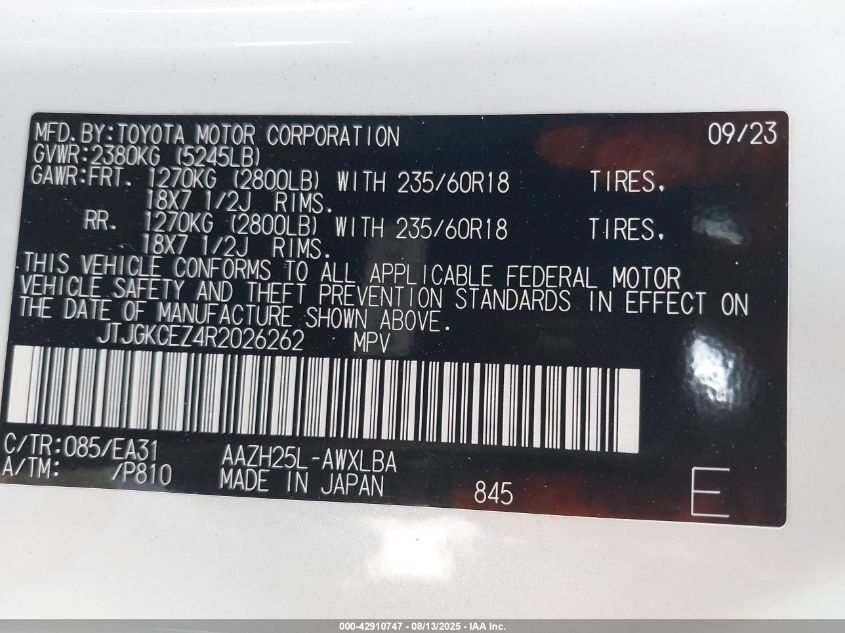 MFD. BY: TOYOTA MOTOR CORPORATION 09/23
GVWR: 2380KG (5245LB)
GAWR: FRT. 1270KG (2800LB) WITH 235/60R18 TIRES,
18X7 1/2J RIMS.
RR. 1270KG (2800LB) WITH 235/60R18 TIRES,
18X7 1/2J RIMS.
THIS VEHICLE CONFORMS TO ALL APPLICABLE FEDERAL MOTOR
VEHICLE SAFETY AND THEFT PREVENTION STANDARDS IN EFFECT ON
THE DATE OF MANUFACTURE SHOWN ABOVE.
JTJGKCEZ4R2026262 MPV
C/TR: 085/EA31 AAZH25L-AWXLBA
A/TM: /P810 MADE IN JAPAN 845 E
000-42910747 - 08/13/2025 - IAA Inc.